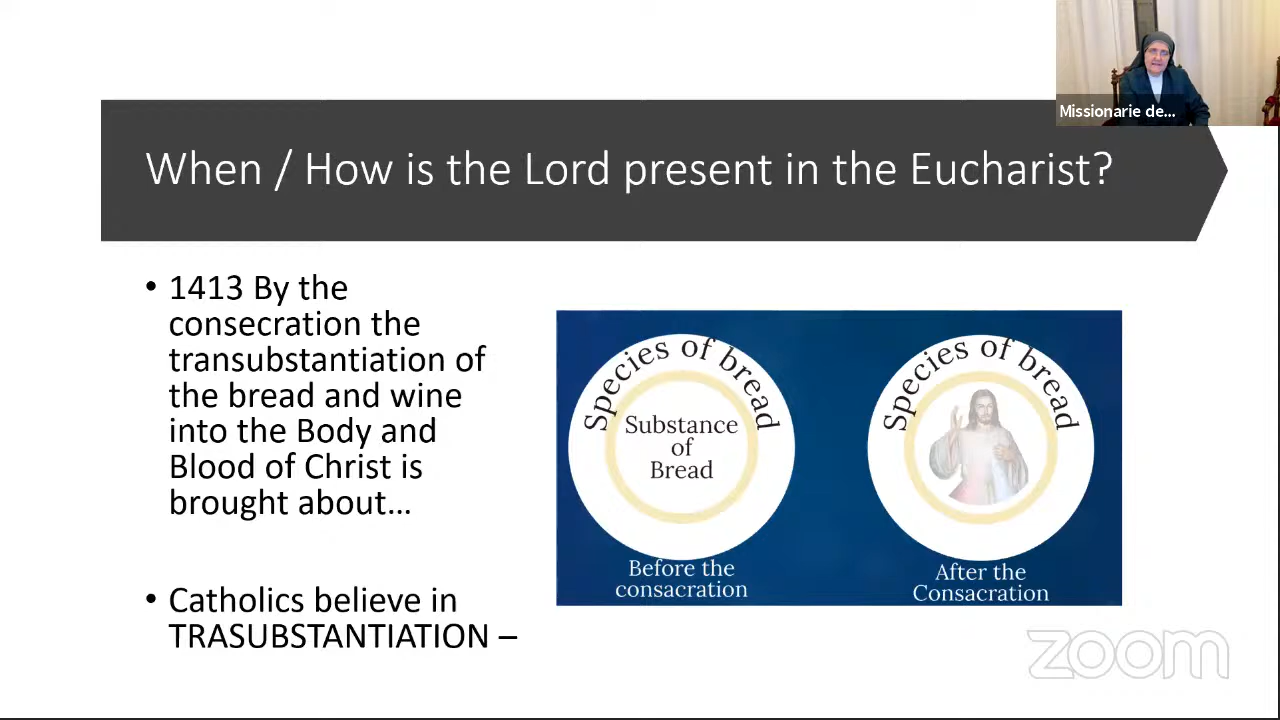 Missionarie de...
When / How is the Lord present in the Eucharist?
• 1413 By the
consecration the
transubstantiation of
the bread and wine
into the Body and
Blood of Christ is
brought about…
• Catholics believe in
TRASUBSTANTIATION –
Species of bread
Substance
of
Bread
Before the
consacration
Species of bread
After the
Consacration
zoom